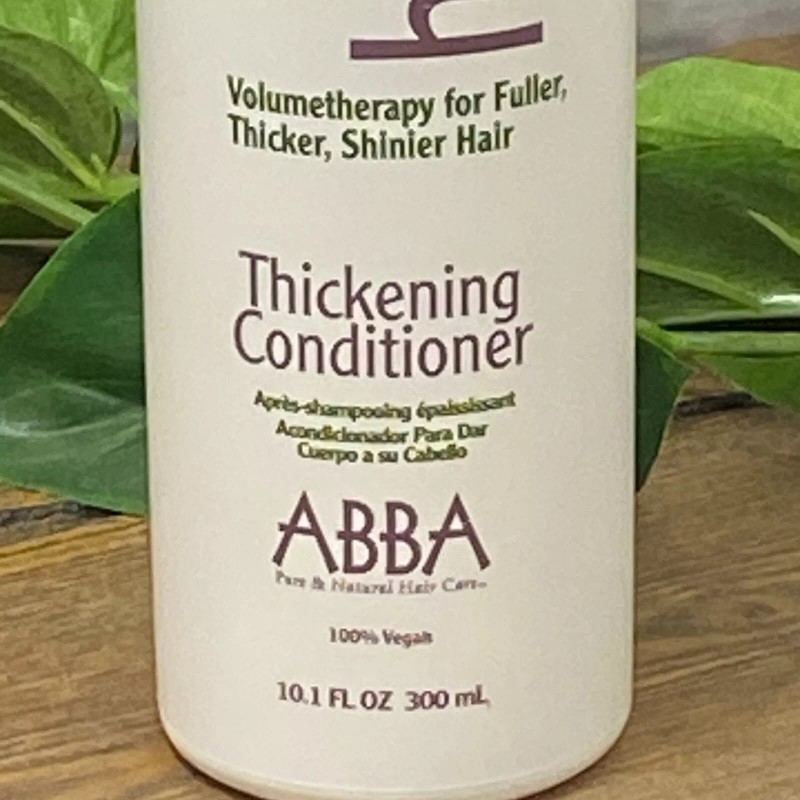 Volumetherapy for Fuller,
Thicker, Shinier Hair
Thickening
Conditioner
Après-shampooing épaississant
Acondicionador Para Dar
Cuerpo a su Cabello
ABBA
Pure & Natural Hair Care™
100% Vegan
10.1 FL OZ 300 mL